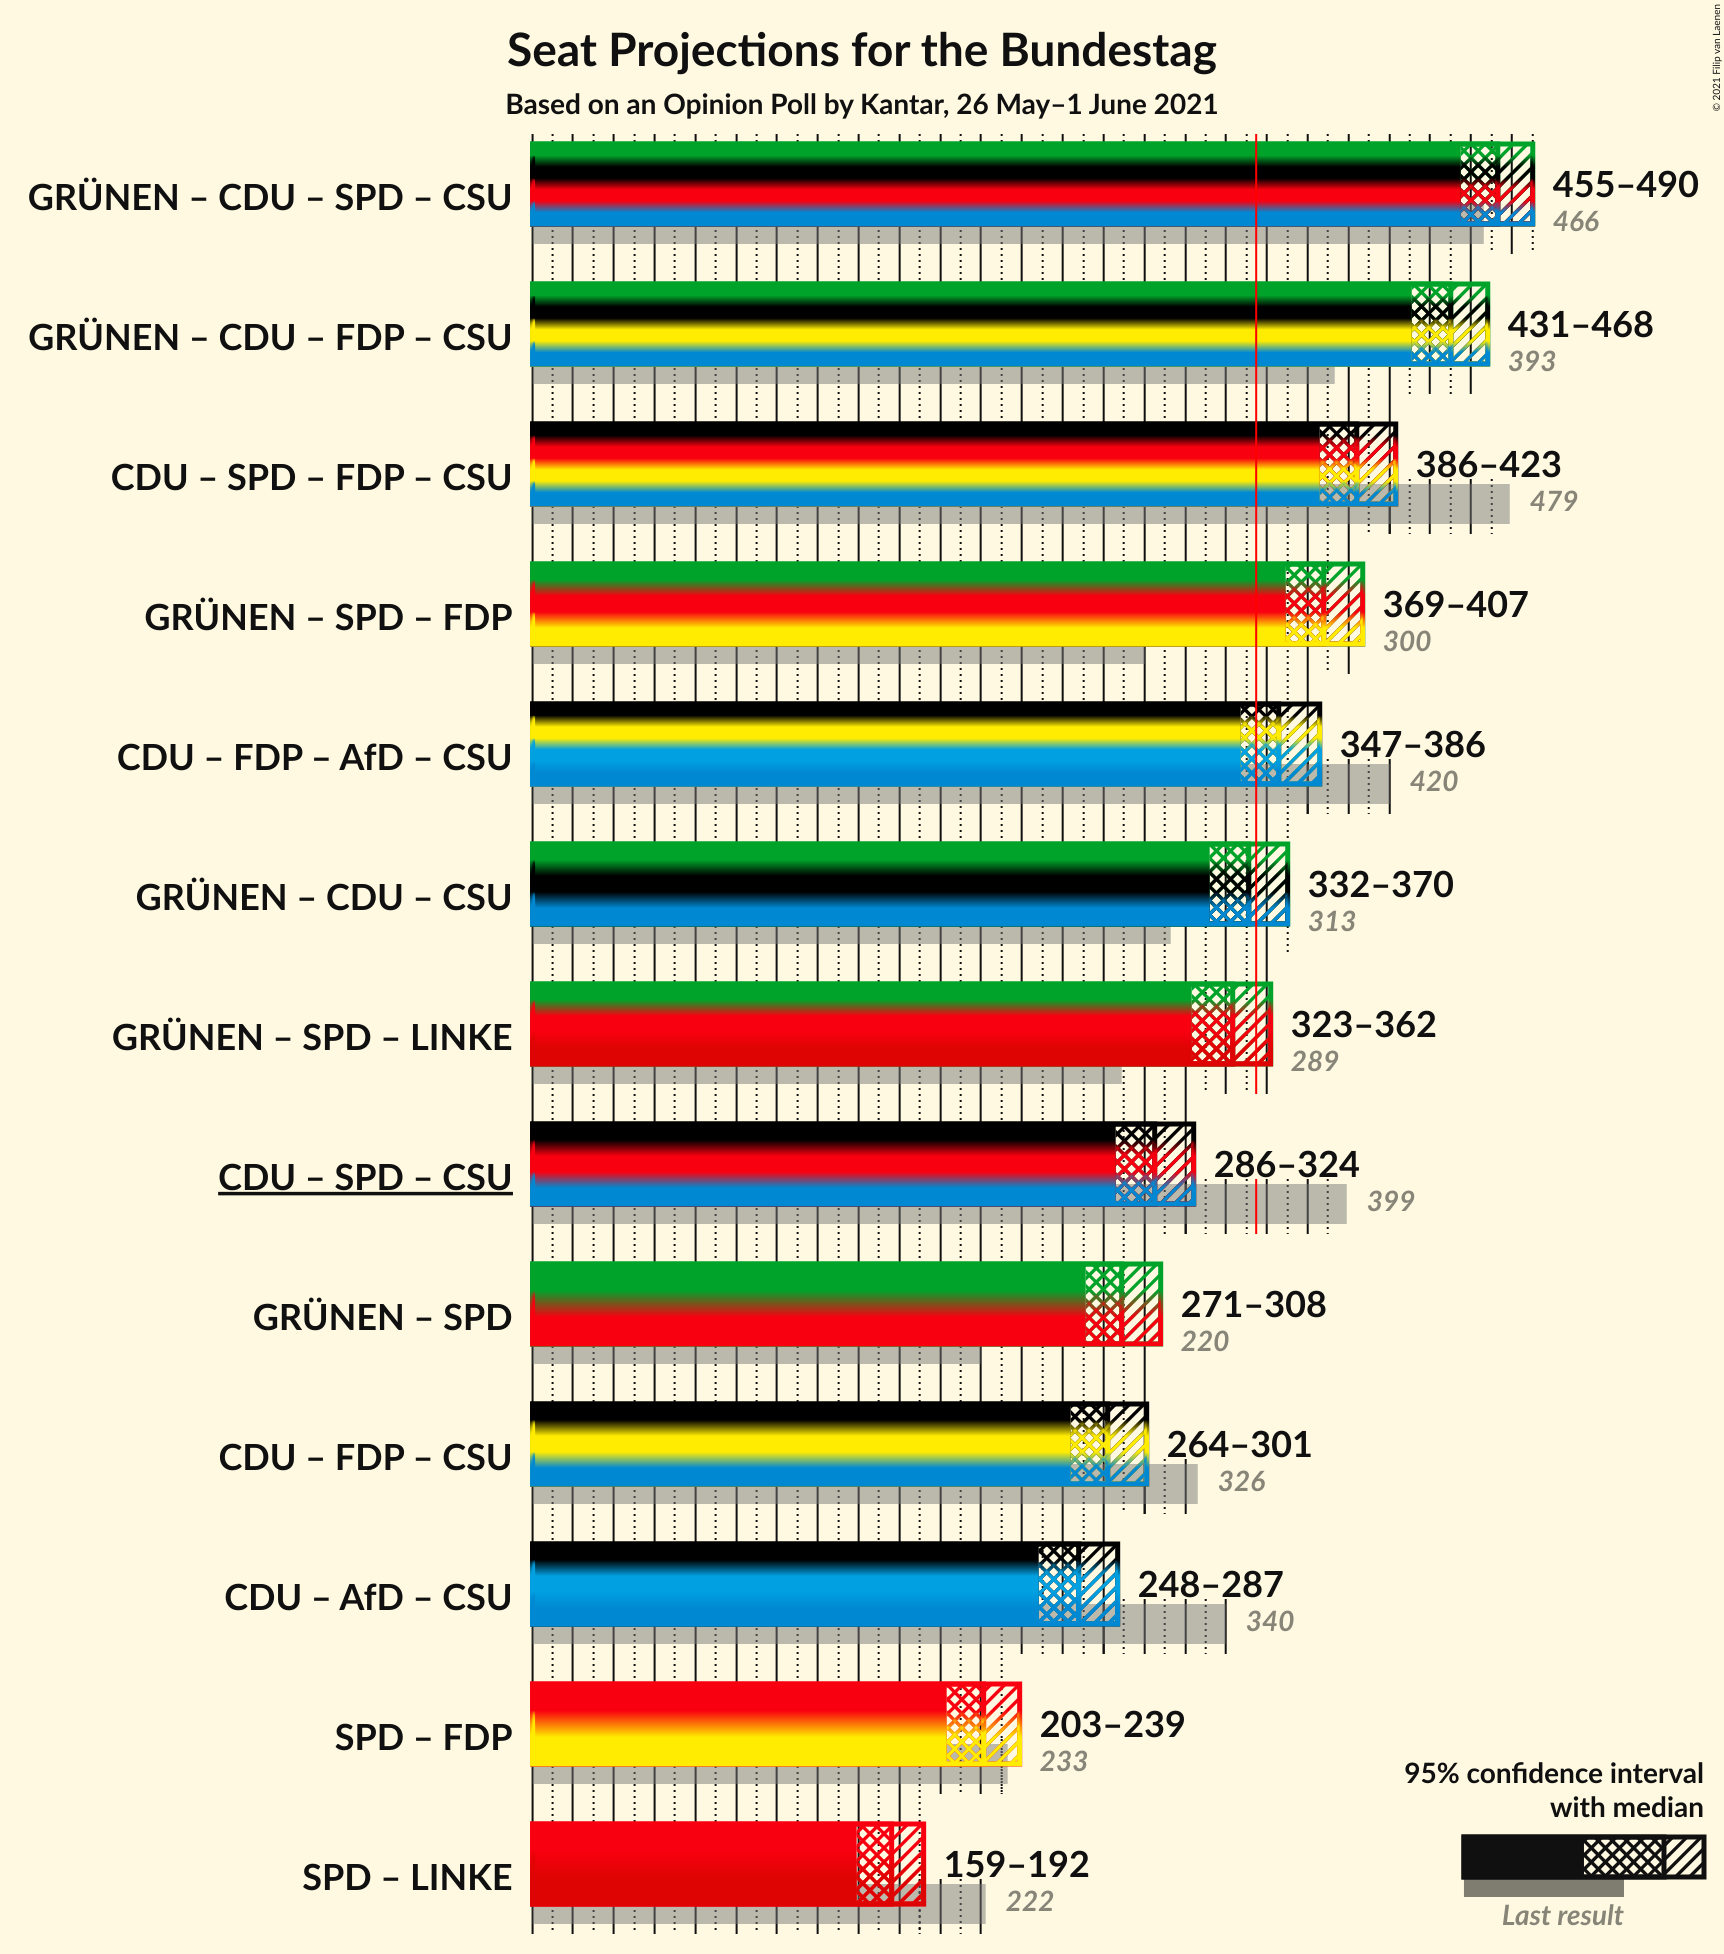 Seat Projections for the Bundestag
Based on an Opinion Poll by Kantar, 26 May–1 June 2021
© 2021 Filip van Laenen
GRÜNEN – CDU – SPD – CSU
455–490
466
GRÜNEN – CDU – FDP – CSU
431–468
393
CDU – SPD – FDP – CSU
386–423
479
GRÜNEN – SPD – FDP
369–407
300
CDU – FDP – AfD – CSU
347–386
420
GRÜNEN – CDU – CSU
332–370
313
GRÜNEN – SPD – LINKE
323–362
289
CDU – SPD – CSU
286–324
399
GRÜNEN – SPD
271–308
220
CDU – FDP – CSU
264–301
326
CDU – AfD – CSU
248–287
340
SPD – FDP
203–239
233
SPD – LINKE
159–192
222
95% confidence interval
with median
Last result